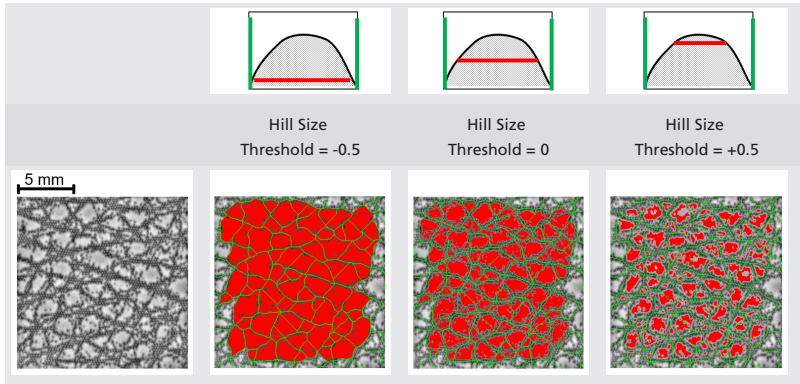 Hill Size
Threshold = -0.5
Hill Size
Threshold = 0
Hill Size
Threshold = +0.5
5 mm